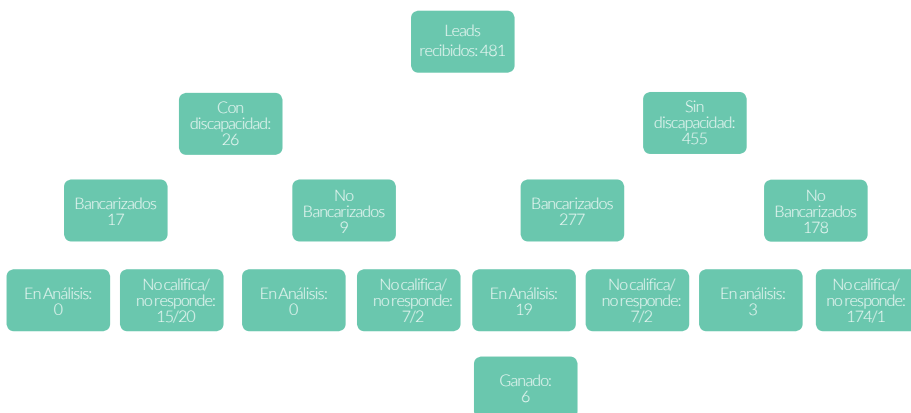 Leads
recibidos: 481
Con
discapacidad:
26
Sin
discapacidad:
455
Bancarizados
17
No
Bancarizados
9
Bancarizados
277
No
Bancarizados
178
En Análisis:
0
No califica/
no responde:
15/20
En Análisis:
0
No califica/
no responde:
7/2
En Análisis:
19
No califica/
no responde:
7/2
En análisis:
3
No califica/
no responde:
174/1
Ganado:
6